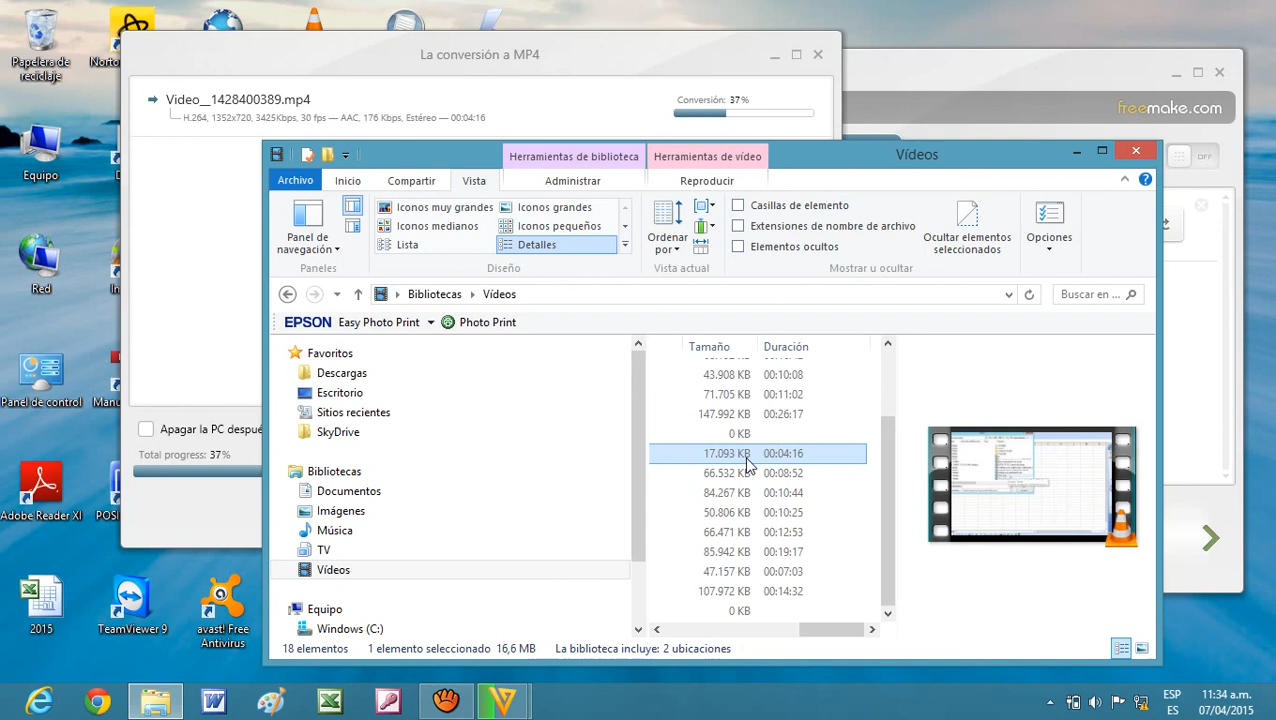 Papelera de
reciclaje
Norto
Equipo
Red
In
Panel de control
Manu
Adobe Reader XI
POSI
2015
TeamViewer 9
avast! Free
Antivirus
La conversión a MP4
Video__1428400389.mp4
H.264, 1352x720, 3425Kbps, 30 fps — AAC, 176 Kbps, Estéreo — 00:04:16
Conversión: 37%
Apagar la PC despué
Total progress: 37%
freemake.com
OFF
Herramientas de biblioteca
Herramientas de vídeo
Vídeos
Archivo
Inicio
Compartir
Vista
Administrar
Reproducir
Panel de
navegación
Paneles
Iconos muy grandes
Iconos grandes
Iconos medianos
Iconos pequeños
Lista
Detalles
Diseño
Ordenar
por
Vista actual
Casillas de elemento
Extensiones de nombre de archivo
Elementos ocultos
Ocultar elementos
seleccionados
Mostrar u ocultar
Opciones
Bibliotecas
Vídeos
Buscar en ...
EPSON Easy Photo Print
Photo Print
Favoritos
Descargas
Escritorio
Sitios recientes
SkyDrive
Bibliotecas
Documentos
Imágenes
Música
TV
Vídeos
Equipo
Windows (C:)
Tamaño Duración
43.908 KB 00:10:08
71.705 KB 00:11:02
147.992 KB 00:26:17
0 KB
17.093 KB 00:04:16
66.532 KB 00:08:52
84.267 KB 00:10:44
50.806 KB 00:10:25
66.471 KB 00:12:53
85.942 KB 00:19:17
47.157 KB 00:07:03
107.972 KB 00:14:32
0 KB
18 elementos 1 elemento seleccionado 16,6 MB La biblioteca incluye: 2 ubicaciones
ESP
ES
11:34 a.m.
07/04/2015